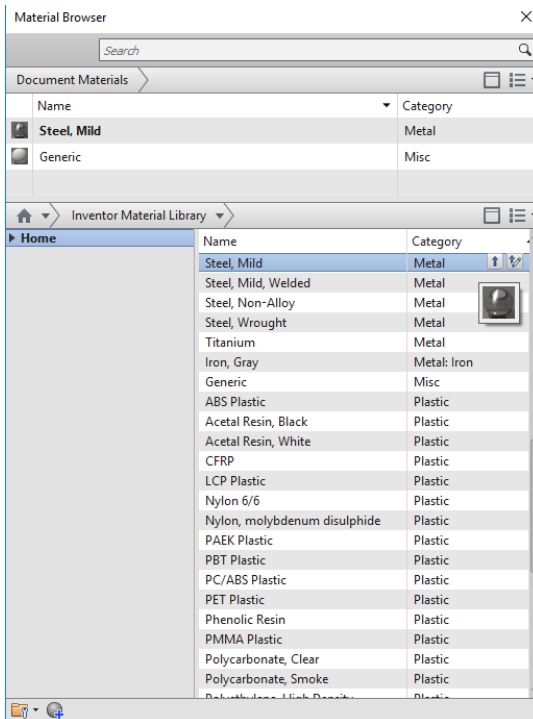 Material Browser
Search
Document Materials
Name Category
Steel, Mild Metal
Generic Misc
Inventor Material Library
Home
Name Category
Steel, Mild Metal
Steel, Mild, Welded Metal
Steel, Non-Alloy Metal
Steel, Wrought Metal
Titanium Metal
Iron, Gray Metal: Iron
Generic Misc
ABS Plastic Plastic
Acetal Resin, Black Plastic
Acetal Resin, White Plastic
CFRP Plastic
LCP Plastic Plastic
Nylon 6/6 Plastic
Nylon, molybdenum disulphide Plastic
PAEK Plastic Plastic
PBT Plastic Plastic
PC/ABS Plastic Plastic
PET Plastic Plastic
Phenolic Resin Plastic
PMMA Plastic Plastic
Polycarbonate, Clear Plastic
Polycarbonate, Smoke Plastic
Polyethylene, High Density Plastic